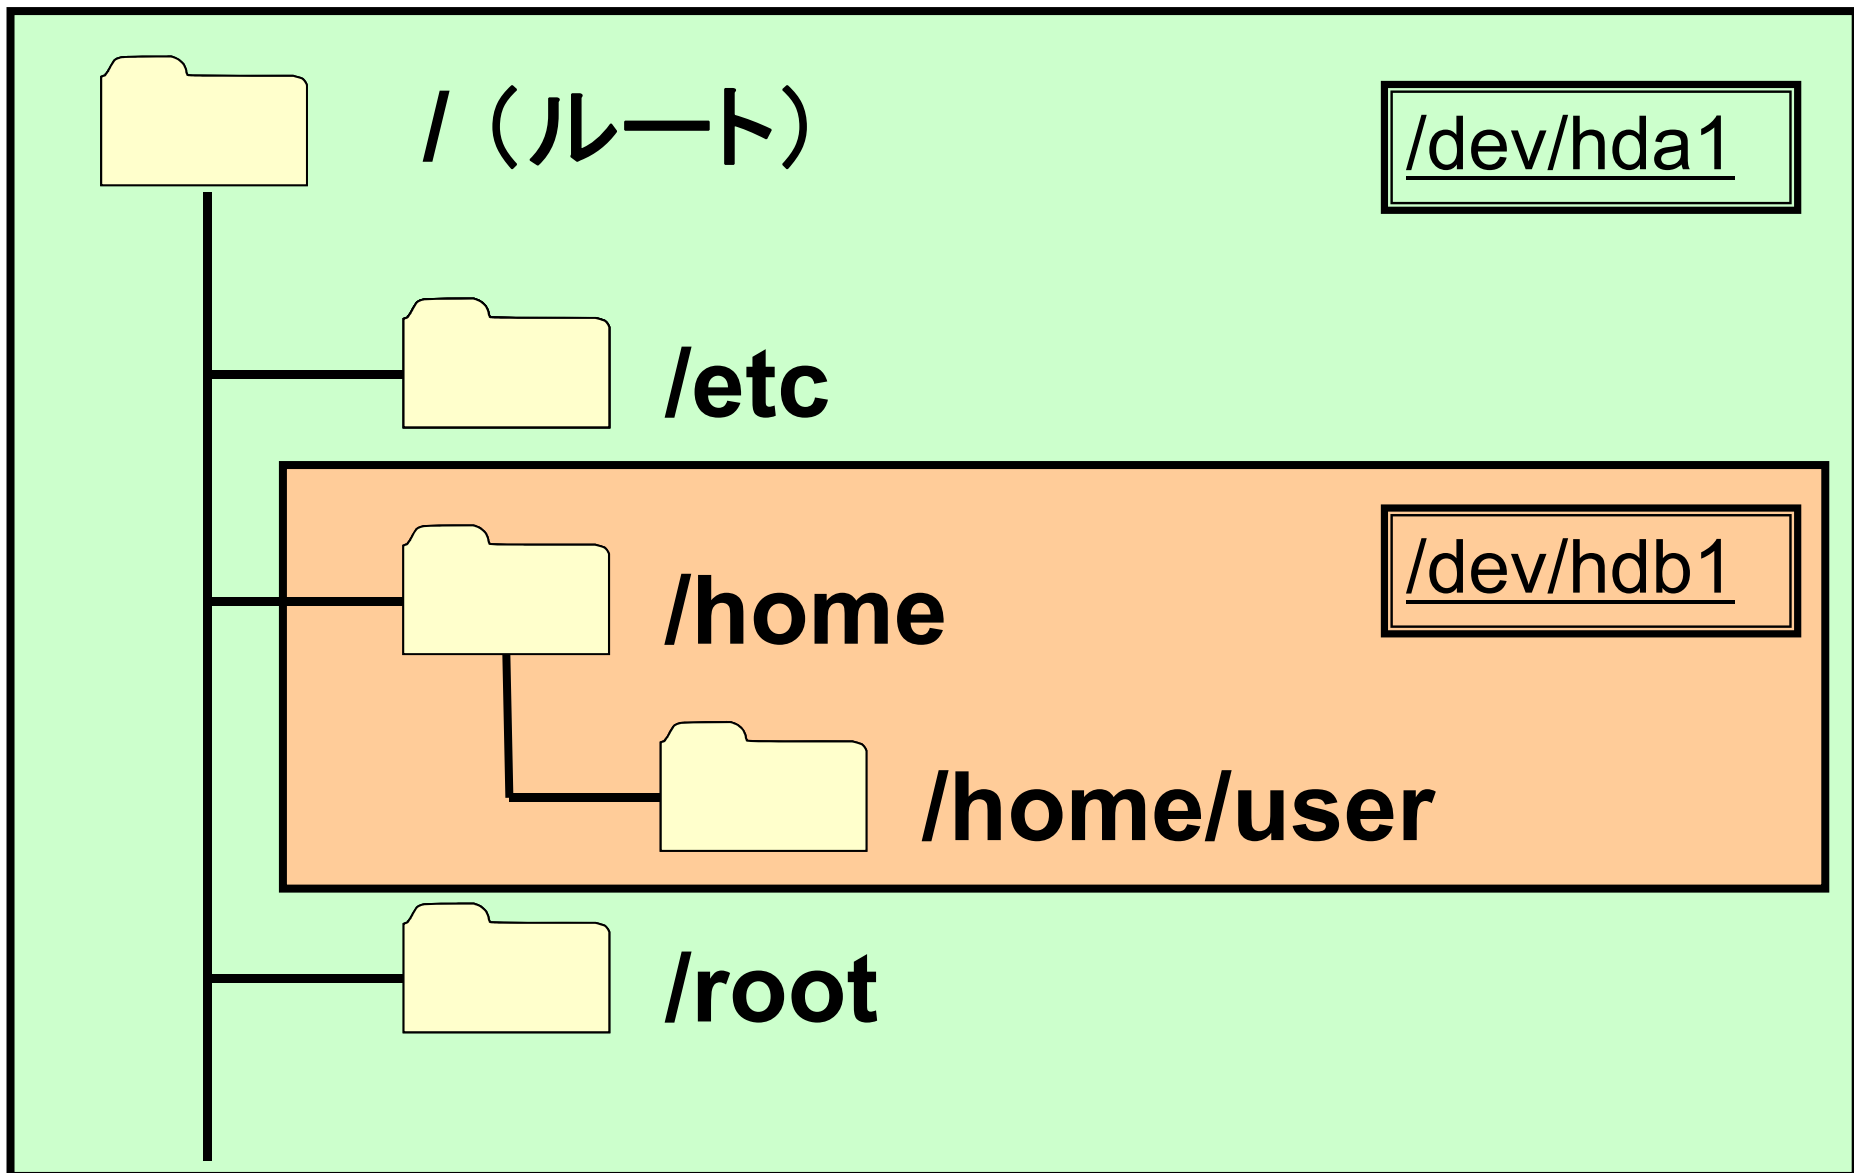 /（ルート）
/dev/hda1
/etc
/home
/dev/hdb1
/home/user
/root